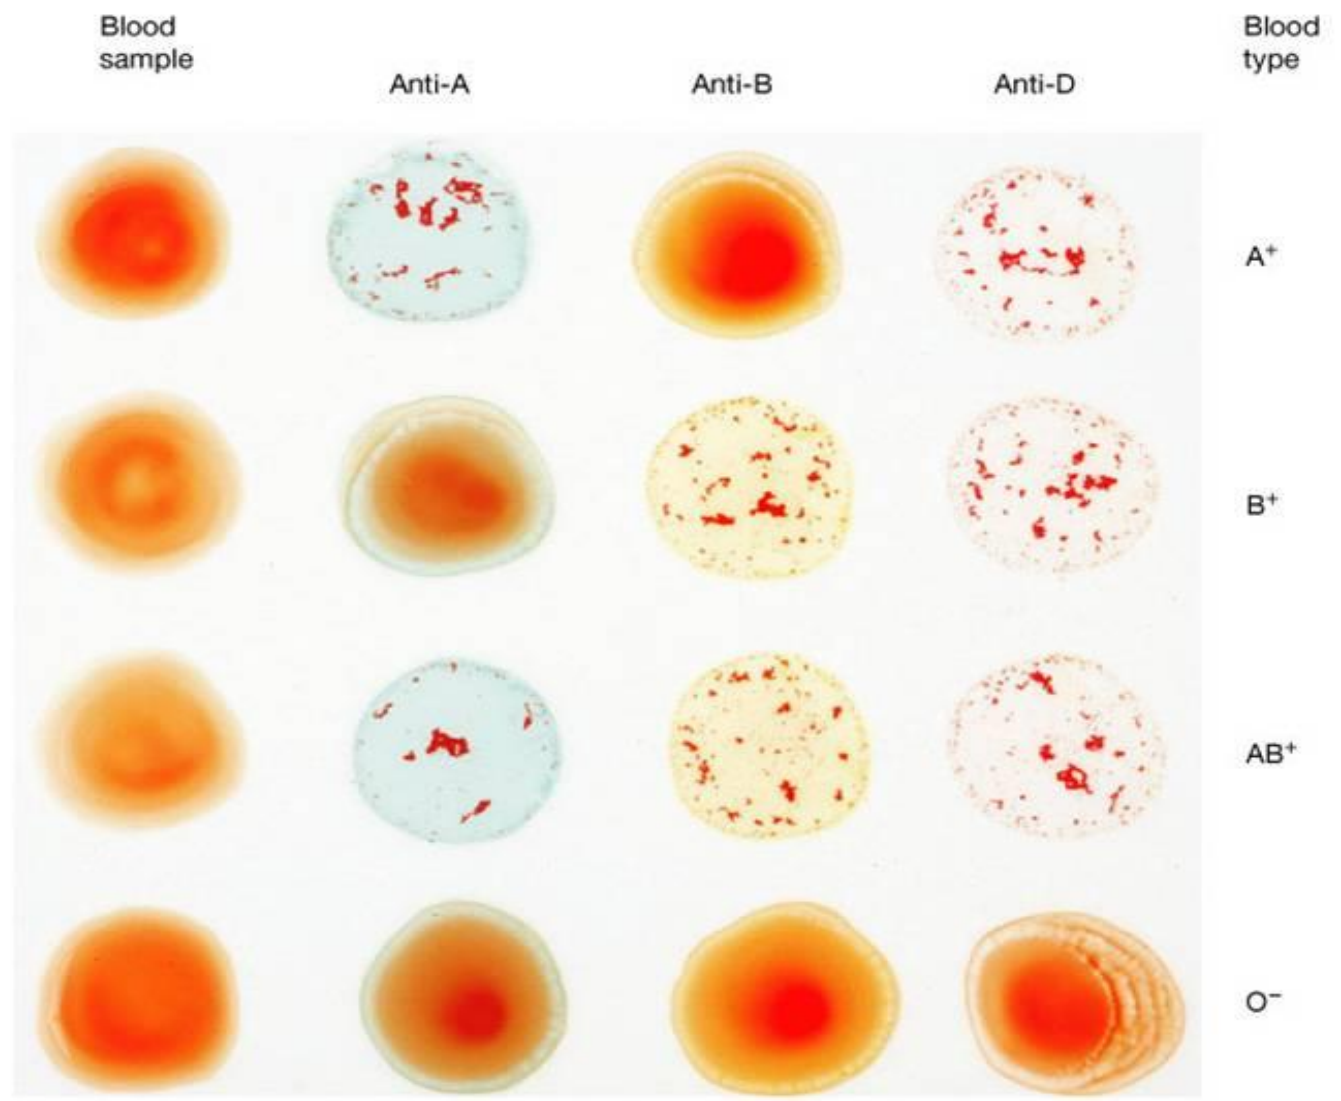 Blood
sample
Anti-A
Anti-B
Anti-D
Blood
type
A⁺
B⁺
AB⁺
O⁻